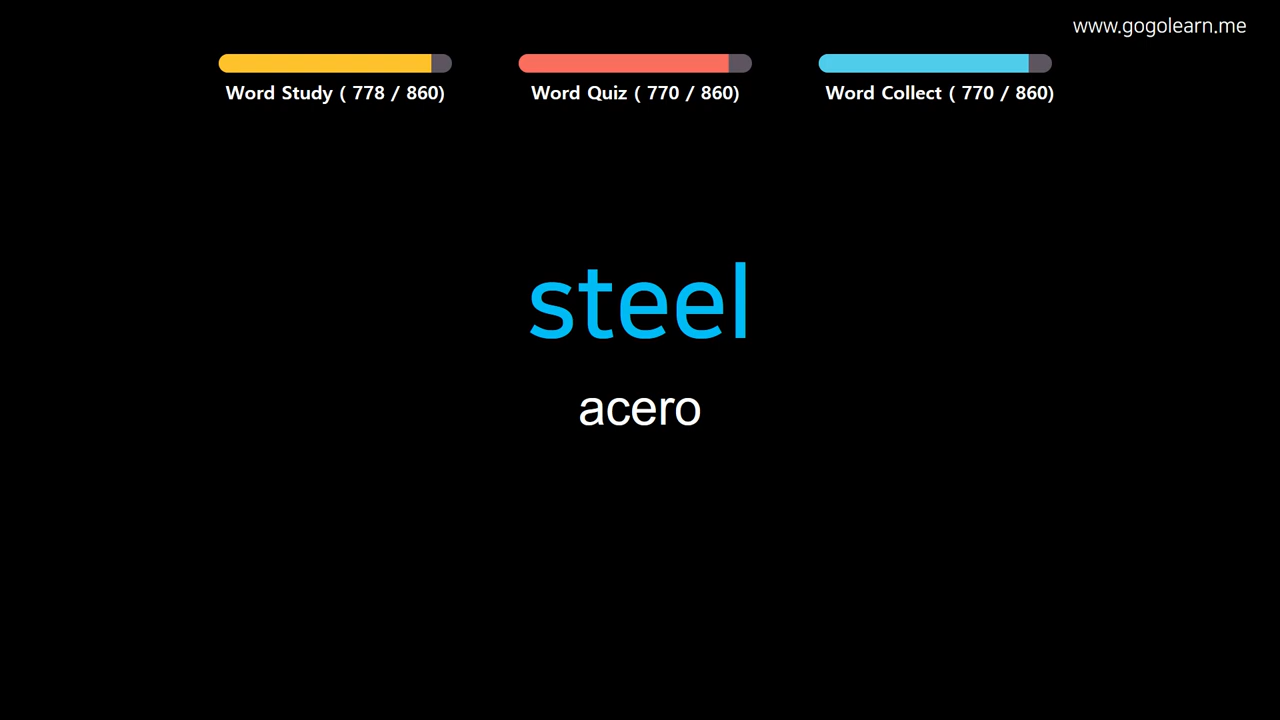 www.gogolearn.me
Word Study ( 778 / 860)
Word Quiz ( 770 / 860)
Word Collect ( 770 / 860)
steel
acero